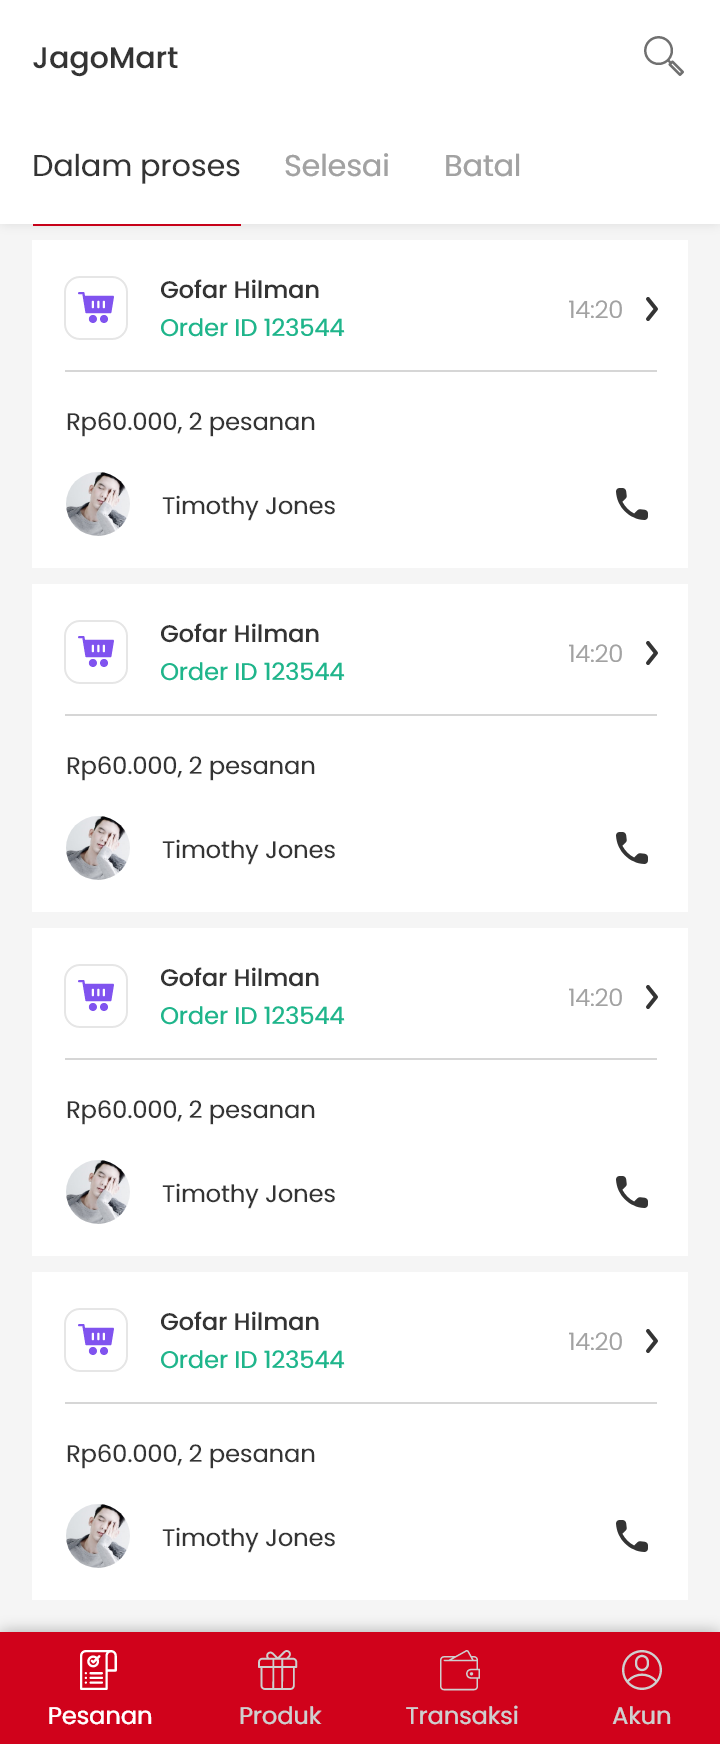 JagoMart
Dalam proses Selesai Batal
Gofar Hilman
Order ID 123544
14:20
Rp60.000, 2 pesanan
Timothy Jones
Gofar Hilman
Order ID 123544
14:20
Rp60.000, 2 pesanan
Timothy Jones
Gofar Hilman
Order ID 123544
14:20
Rp60.000, 2 pesanan
Timothy Jones
Gofar Hilman
Order ID 123544
14:20
Rp60.000, 2 pesanan
Timothy Jones
Pesanan Produk Transaksi Akun